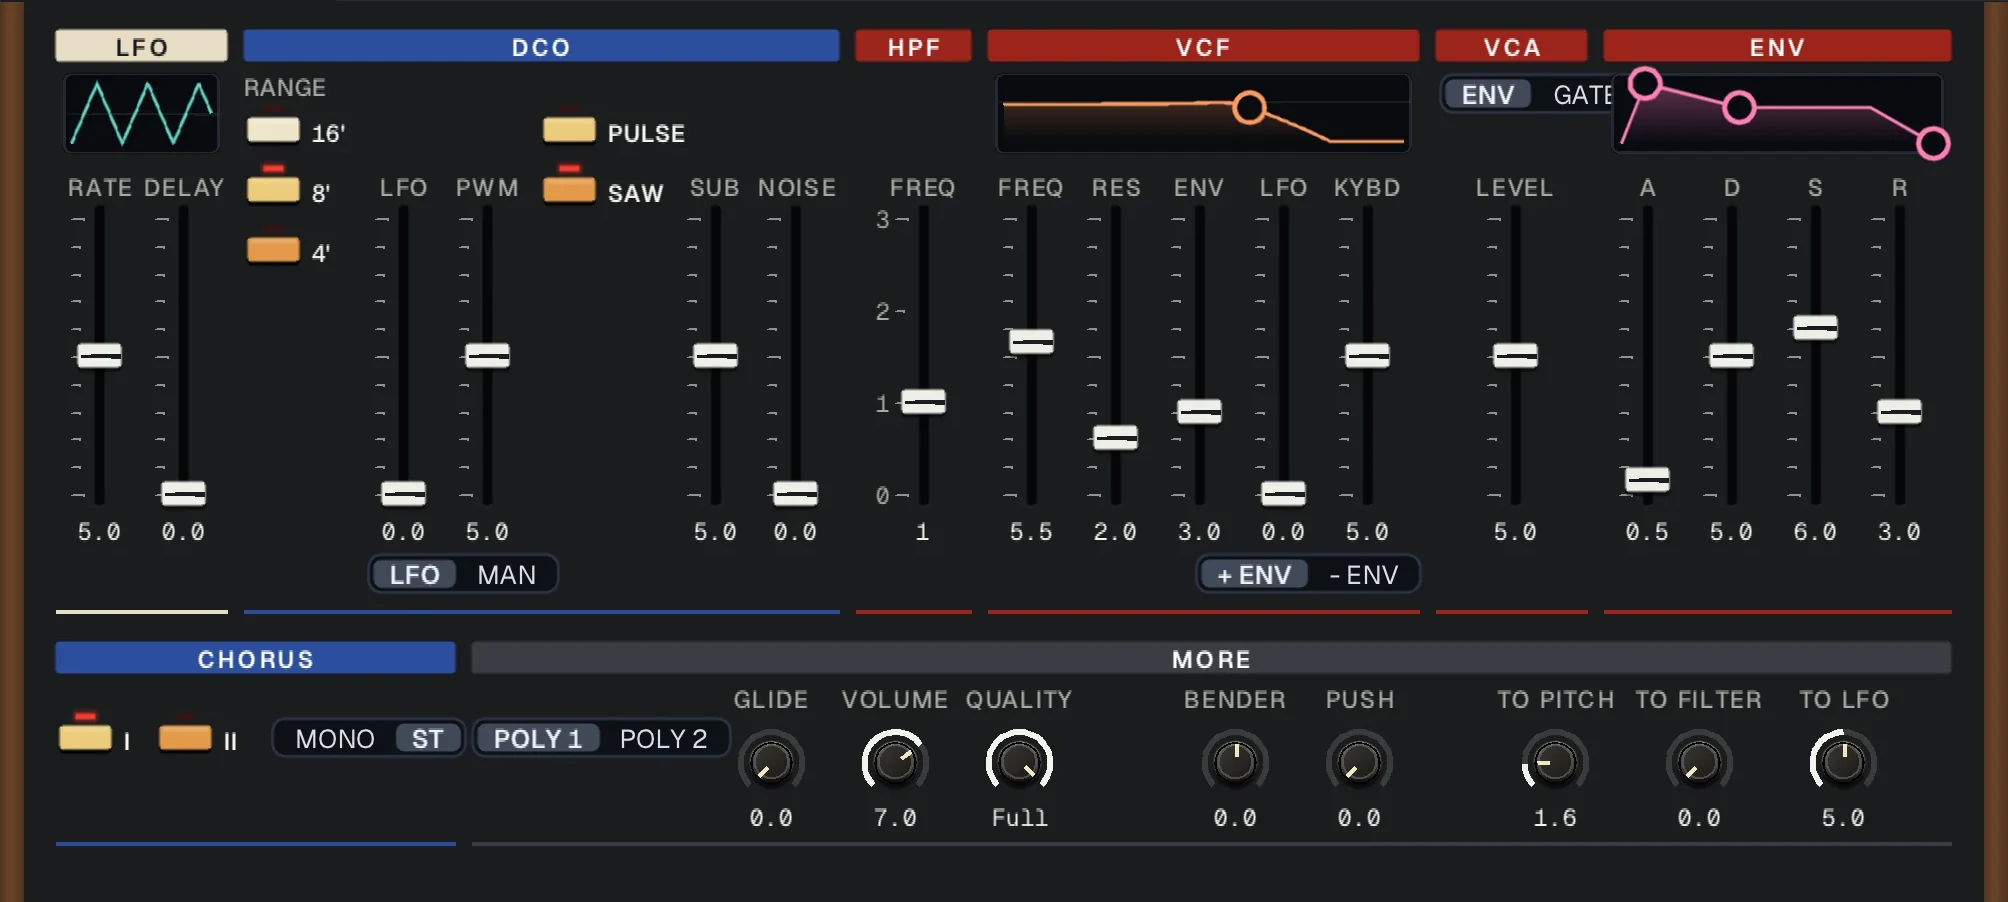 LFO DCO HPF VCF VCA ENV
RANGE
ENV GATE
16' PULSE
RATE DELAY 8' LFO PWM SAW SUB NOISE FREQ FREQ RES ENV LFO KYBD LEVEL A D S R
3
4'
2
1
0
5.0 0.0 0.0 5.0 5.0 0.0 1 5.5 2.0 3.0 0.0 5.0 5.0 0.5 5.0 6.0 3.0
LFO MAN + ENV - ENV
CHORUS MORE
GLIDE VOLUME QUALITY BENDER PUSH TO PITCH TO FILTER TO LFO
I II MONO ST POLY 1 POLY 2
0.0 7.0 Full 0.0 0.0 1.6 0.0 5.0